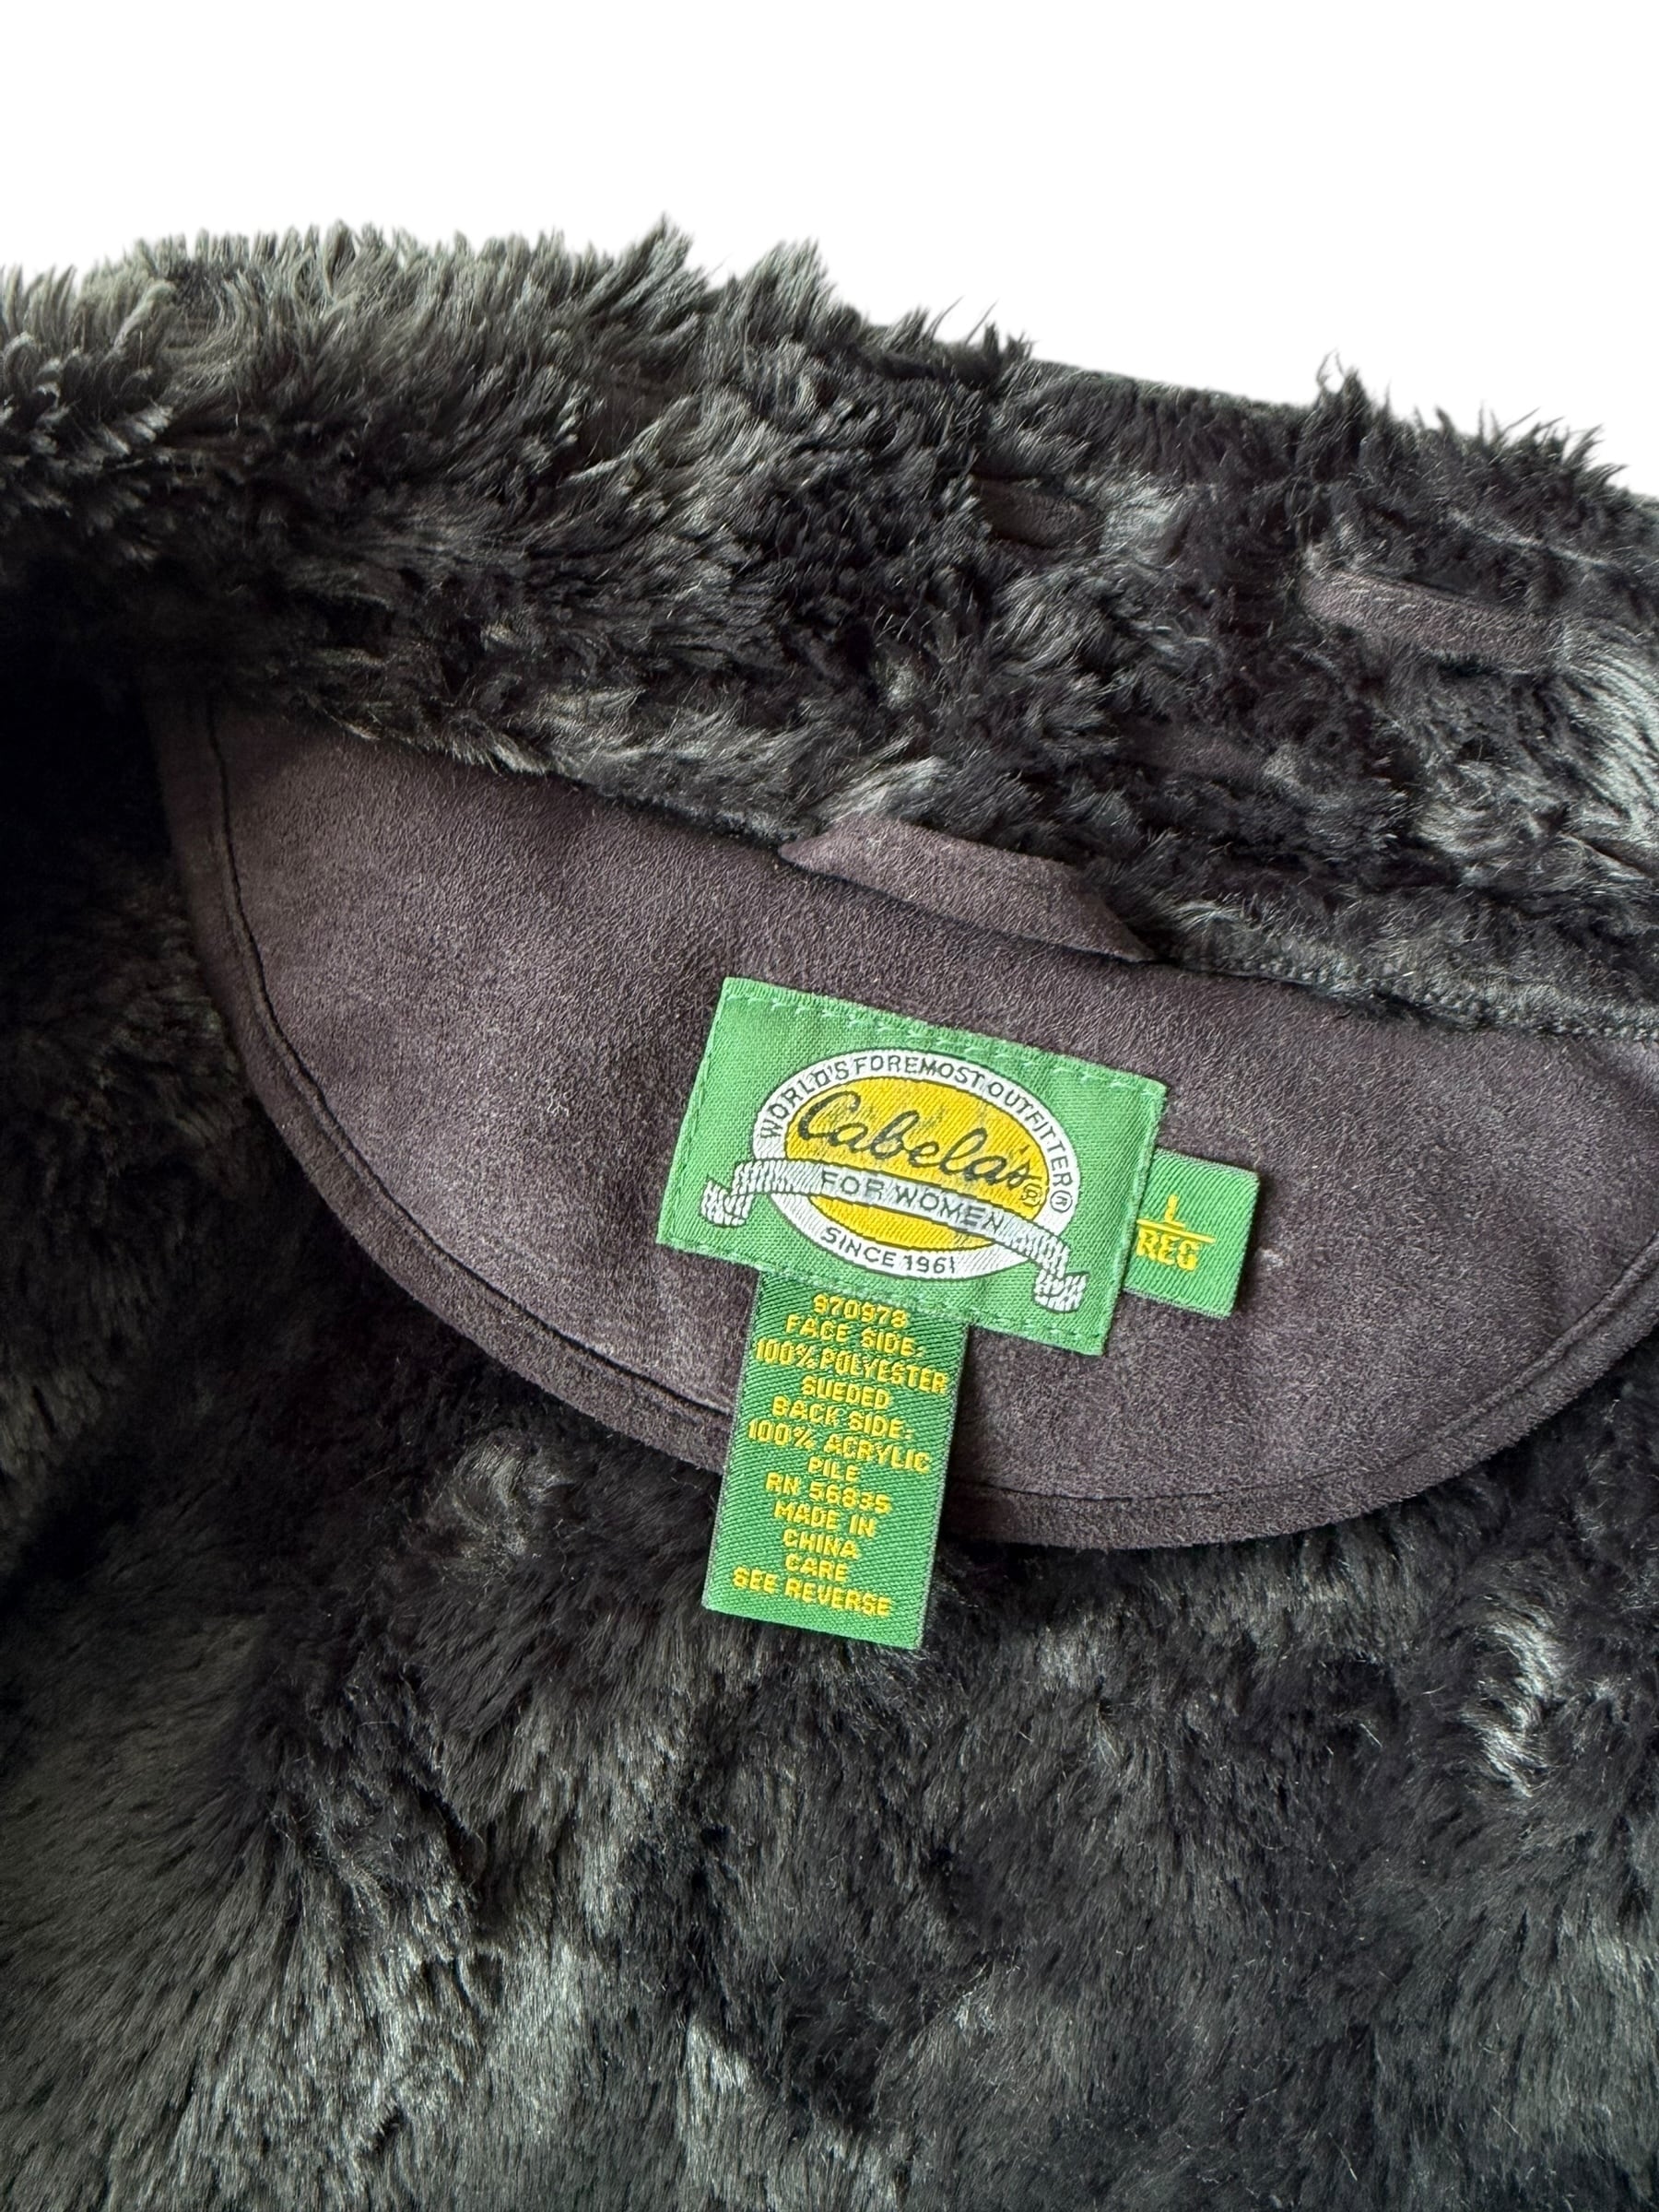 WORLD'S FOREMOST OUTFITTER®
Cabela's®
FOR WOMEN
SINCE 1961
L
REG
970978
FACE SIDE:
100% POLYESTER
SUEDED
BACK SIDE:
100% ACRYLIC
PILE
RN 56835
MADE IN
CHINA
CARE
SEE REVERSE